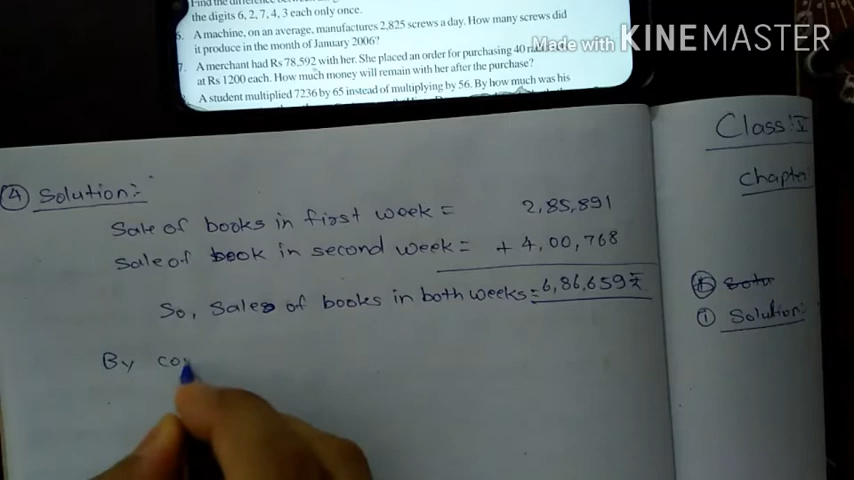 Find the
the digits 6, 2, 7, 4, 3 each only once.
6. A machine, on an average, manufactures 2,825 screws a day. How many screws did
it produce in the month of January 2006?
7. A merchant had Rs 78,592 with her. She placed an order for purchasing 40
at Rs 1200 each. How much money will remain with her after the purchase?
A student multiplied 7236 by 65 instead of multiplying by 56. By how much was his
Made with KINEMASTER
4 Solution:-
Sale of books in first week = 2,85,891
Sale of book in second week = + 4,00,768
So, Sales of books in both weeks = 6,86,659 ₹
By co
Class: V
Chapter
1 Solution: